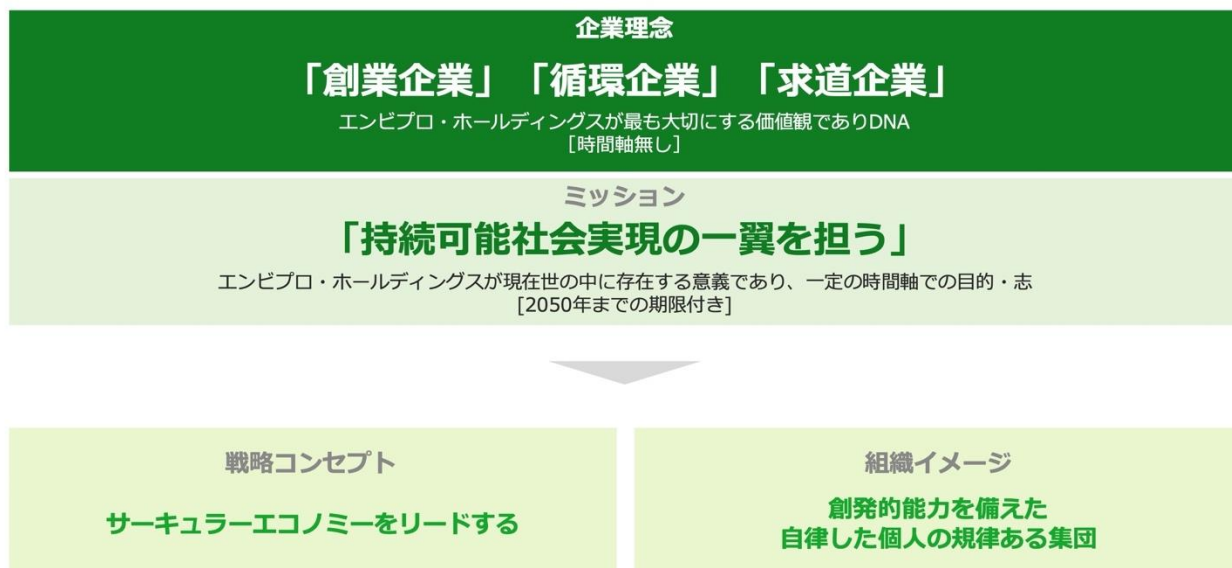 企業理念
「創業企業」「循環企業」「求道企業」
エンビプロ・ホールディングスが最も大切にする価値観でありDNA
[時間軸無し]
ミッション
「持続可能社会実現の一翼を担う」
エンビプロ・ホールディングスが現在世の中に存在する意義であり、一定の時間軸での目的・志
[2050年までの期限付き]
戦略コンセプト
サーキュラーエコノミーをリードする
組織イメージ
創発的能力を備えた
自律した個人の規律ある集団